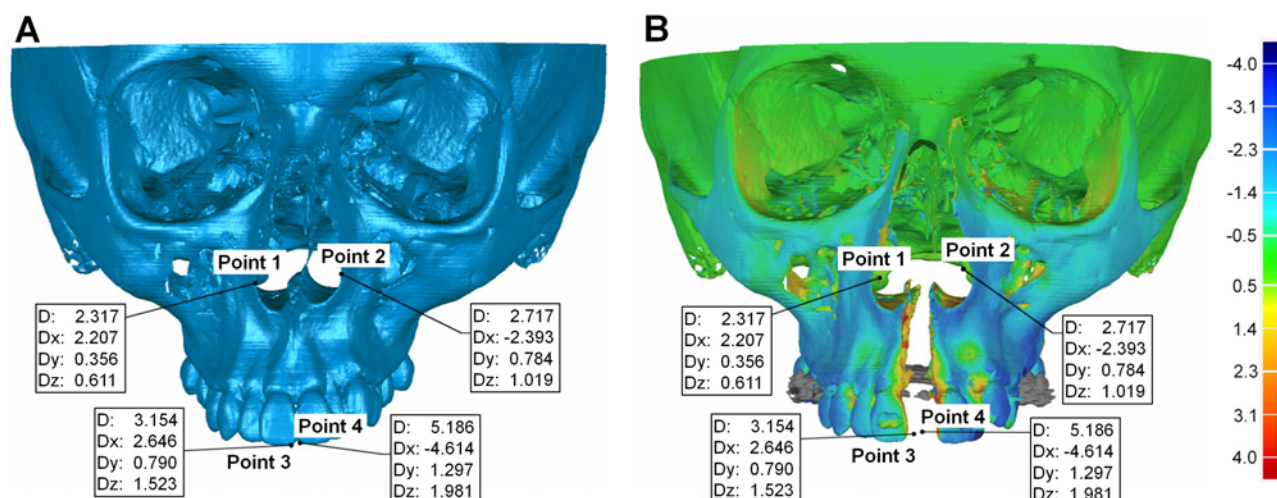 A
Point 1
Point 2
D: 2.317
Dx: 2.207
Dy: 0.356
Dz: 0.611
D: 2.717
Dx: -2.393
Dy: 0.784
Dz: 1.019
D: 3.154
Dx: 2.646
Dy: 0.790
Dz: 1.523
Point 4
Point 3
D: 5.186
Dx: -4.614
Dy: 1.297
Dz: 1.981
B
Point 1
Point 2
D: 2.317
Dx: 2.207
Dy: 0.356
Dz: 0.611
D: 2.717
Dx: -2.393
Dy: 0.784
Dz: 1.019
D: 3.154
Dx: 2.646
Dy: 0.790
Dz: 1.523
Point 4
Point 3
D: 5.186
Dx: -4.614
Dy: 1.297
Dz: 1.981
-4.0
-3.1
-2.3
-1.4
-0.5
0.5
1.4
2.3
3.1
4.0